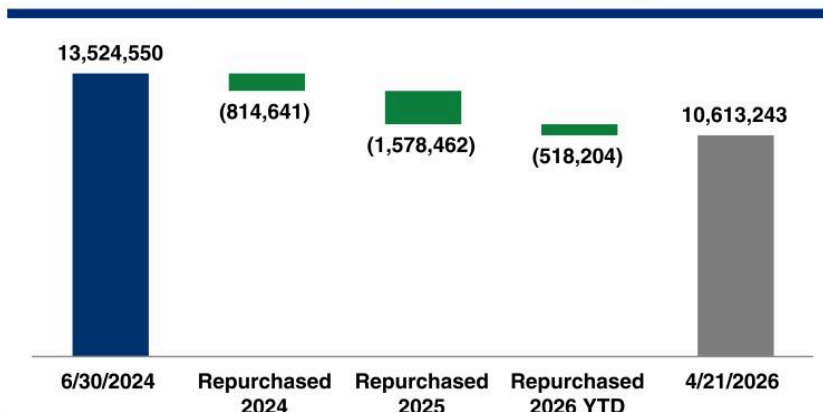 13,524,550
(814,641)
(1,578,462)
(518,204)
10,613,243
6/30/2024
Repurchased
2024
Repurchased
2025
Repurchased
2026 YTD
4/21/2026